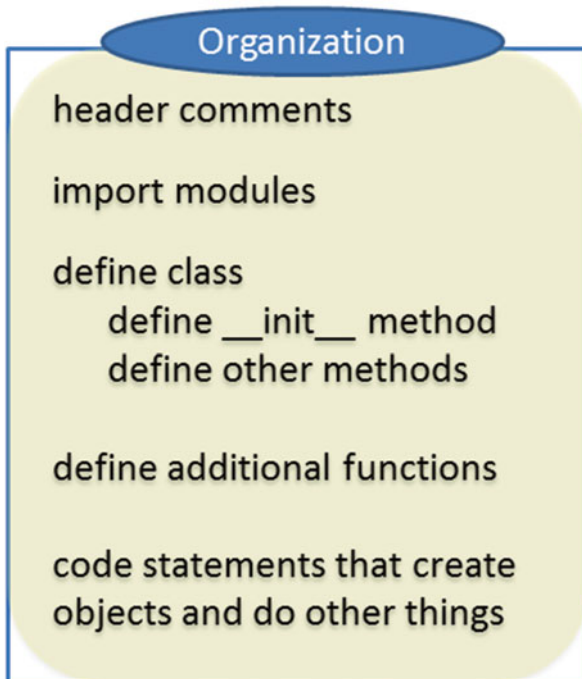 Organization
header comments
import modules
define class
define __init__ method
define other methods
define additional functions
code statements that create
objects and do other things